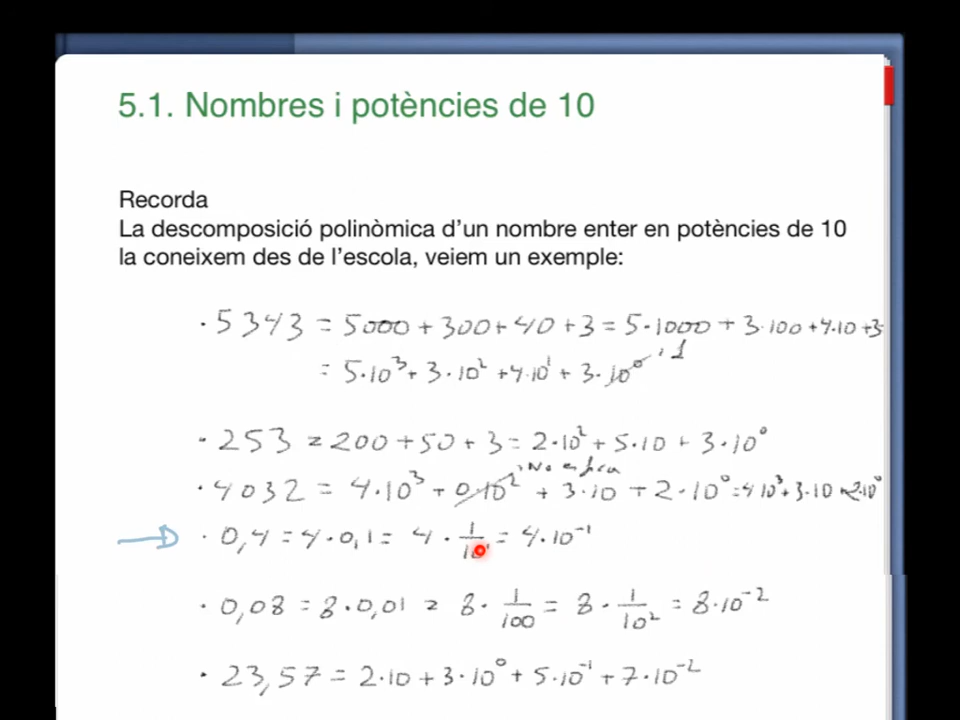 5.1. Nombres i potències de 10
Recorda
La descomposició polinòmica d'un nombre enter en potències de 10
la coneixem des de l'escola, veiem un exemple:
· 5343 = 5000 + 300 + 40 + 3 = 5·1000 + 3·100 + 4·10 + 3
= 5·10³ + 3·10² + 4·10¹ + 3·10⁰ 1
· 253 = 200 + 50 + 3 = 2·10² + 5·10 + 3·10⁰
No es fica
· 4032 = 4·10³ + 0·10² + 3·10 + 2·10⁰ = 4·10³ + 3·10 + 2·10⁰
· 0,4 = 4·0,1 = 4 · 1/10¹ = 4·10⁻¹
· 0,08 = 8·0,01 = 8 · 1/100 = 8 · 1/10² = 8·10⁻²
· 23,57 = 2·10 + 3·10⁰ + 5·10⁻¹ + 7·10⁻²